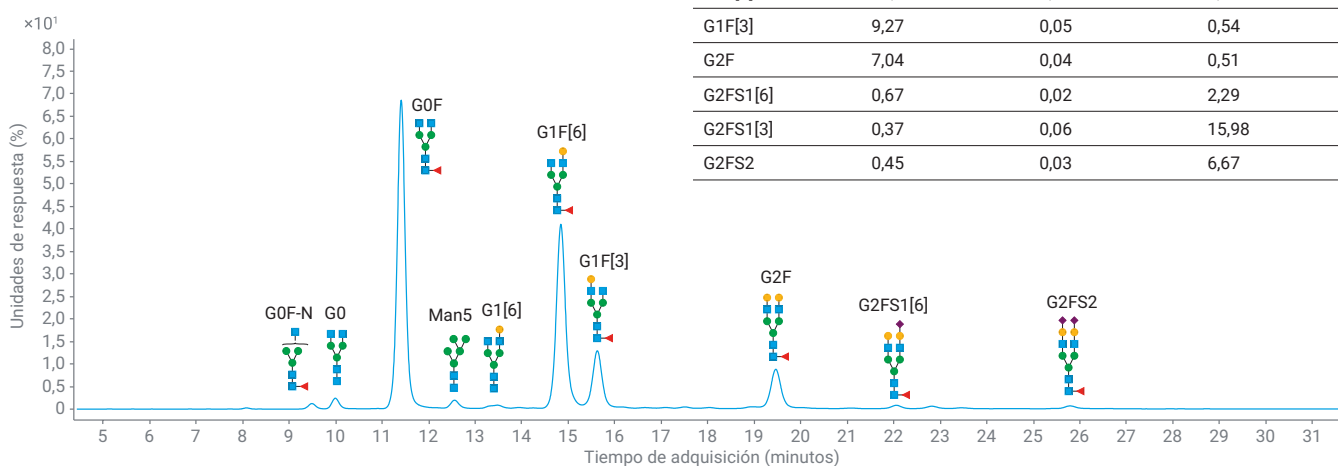 G1F[3] 9,27 0,05 0,54
G2F 7,04 0,04 0,51
G2FS1[6] 0,67 0,02 2,29
G2FS1[3] 0,37 0,06 15,98
G2FS2 0,45 0,03 6,67
×10¹
Unidades de respuesta (%)
8,0
7,5
7,0
6,5
6,0
5,5
5,0
4,5
4,0
3,5
3,0
2,5
2,0
1,5
1,0
0,5
0
G0F-N
G0
G0F
Man5
G1[6]
G1F[6]
G1F[3]
G2F
G2FS1[6]
G2FS2
5 6 7 8 9 10 11 12 13 14 15 16 17 18 19 20 21 22 23 24 25 26 27 28 29 30 31
Tiempo de adquisición (minutos)